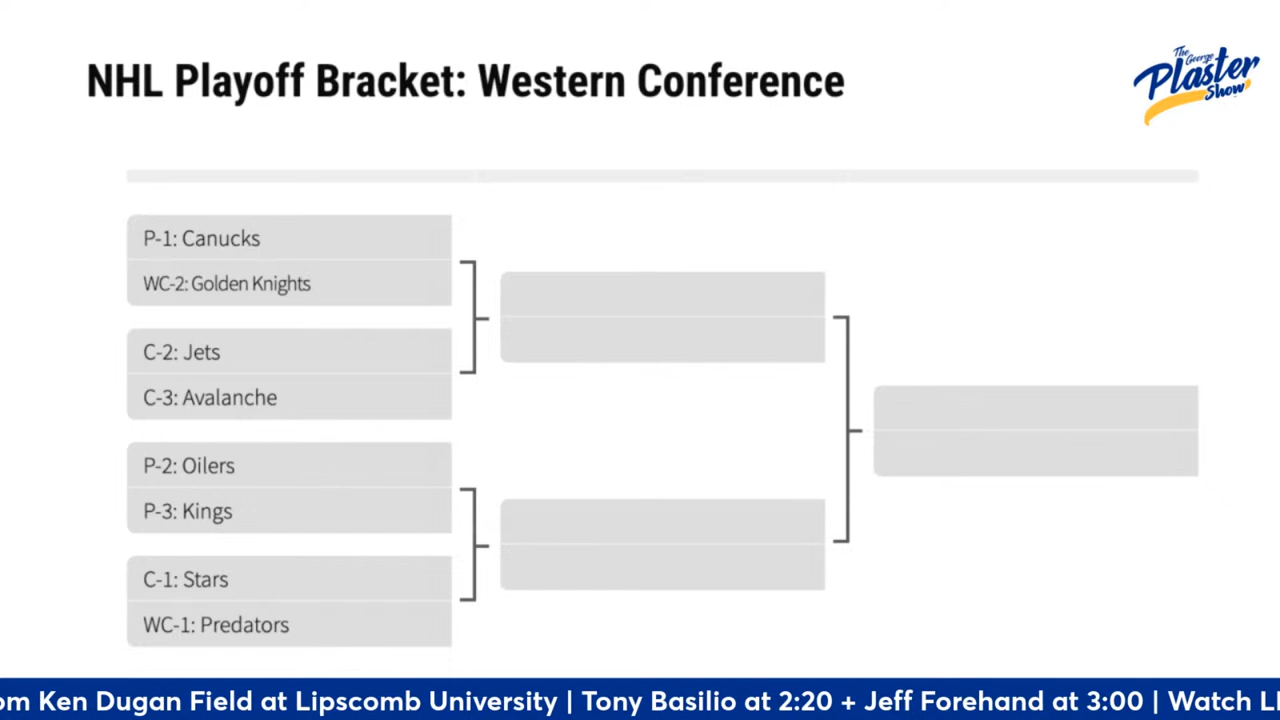 NHL Playoff Bracket: Western Conference
The
George
Plaster
Show
P-1: Canucks
WC-2: Golden Knights
C-2: Jets
C-3: Avalanche
P-2: Oilers
P-3: Kings
C-1: Stars
WC-1: Predators
om Ken Dugan Field at Lipscomb University | Tony Basilio at 2:20 + Jeff Forehand at 3:00 | Watch LI